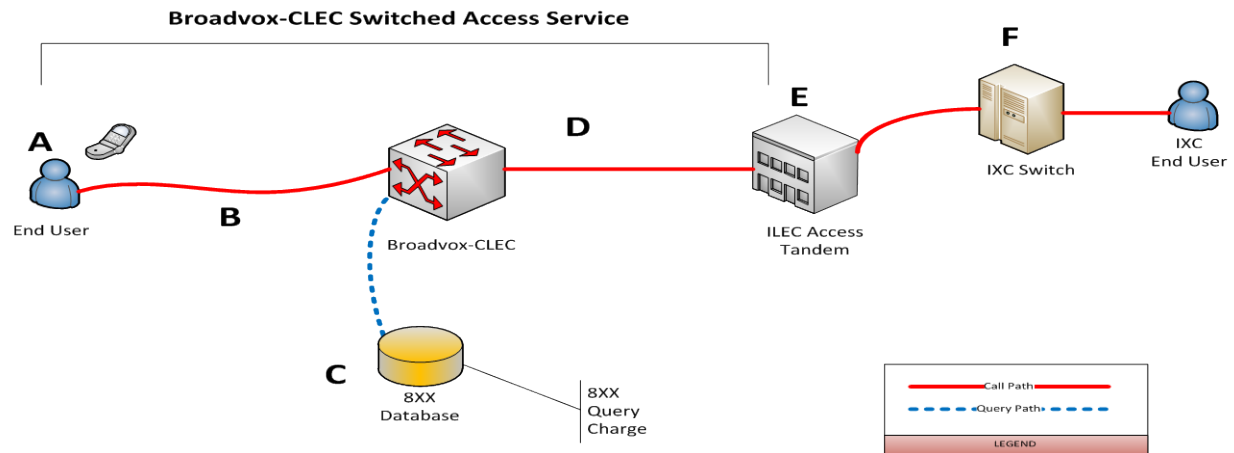 Broadvox-CLEC Switched Access Service
F
E
A
D
IXC
End User
IXC Switch
B
End User
Broadvox-CLEC
ILEC Access
Tandem
C
8XX
Database
8XX
Query
Charge
Call Path
Query Path
LEGEND